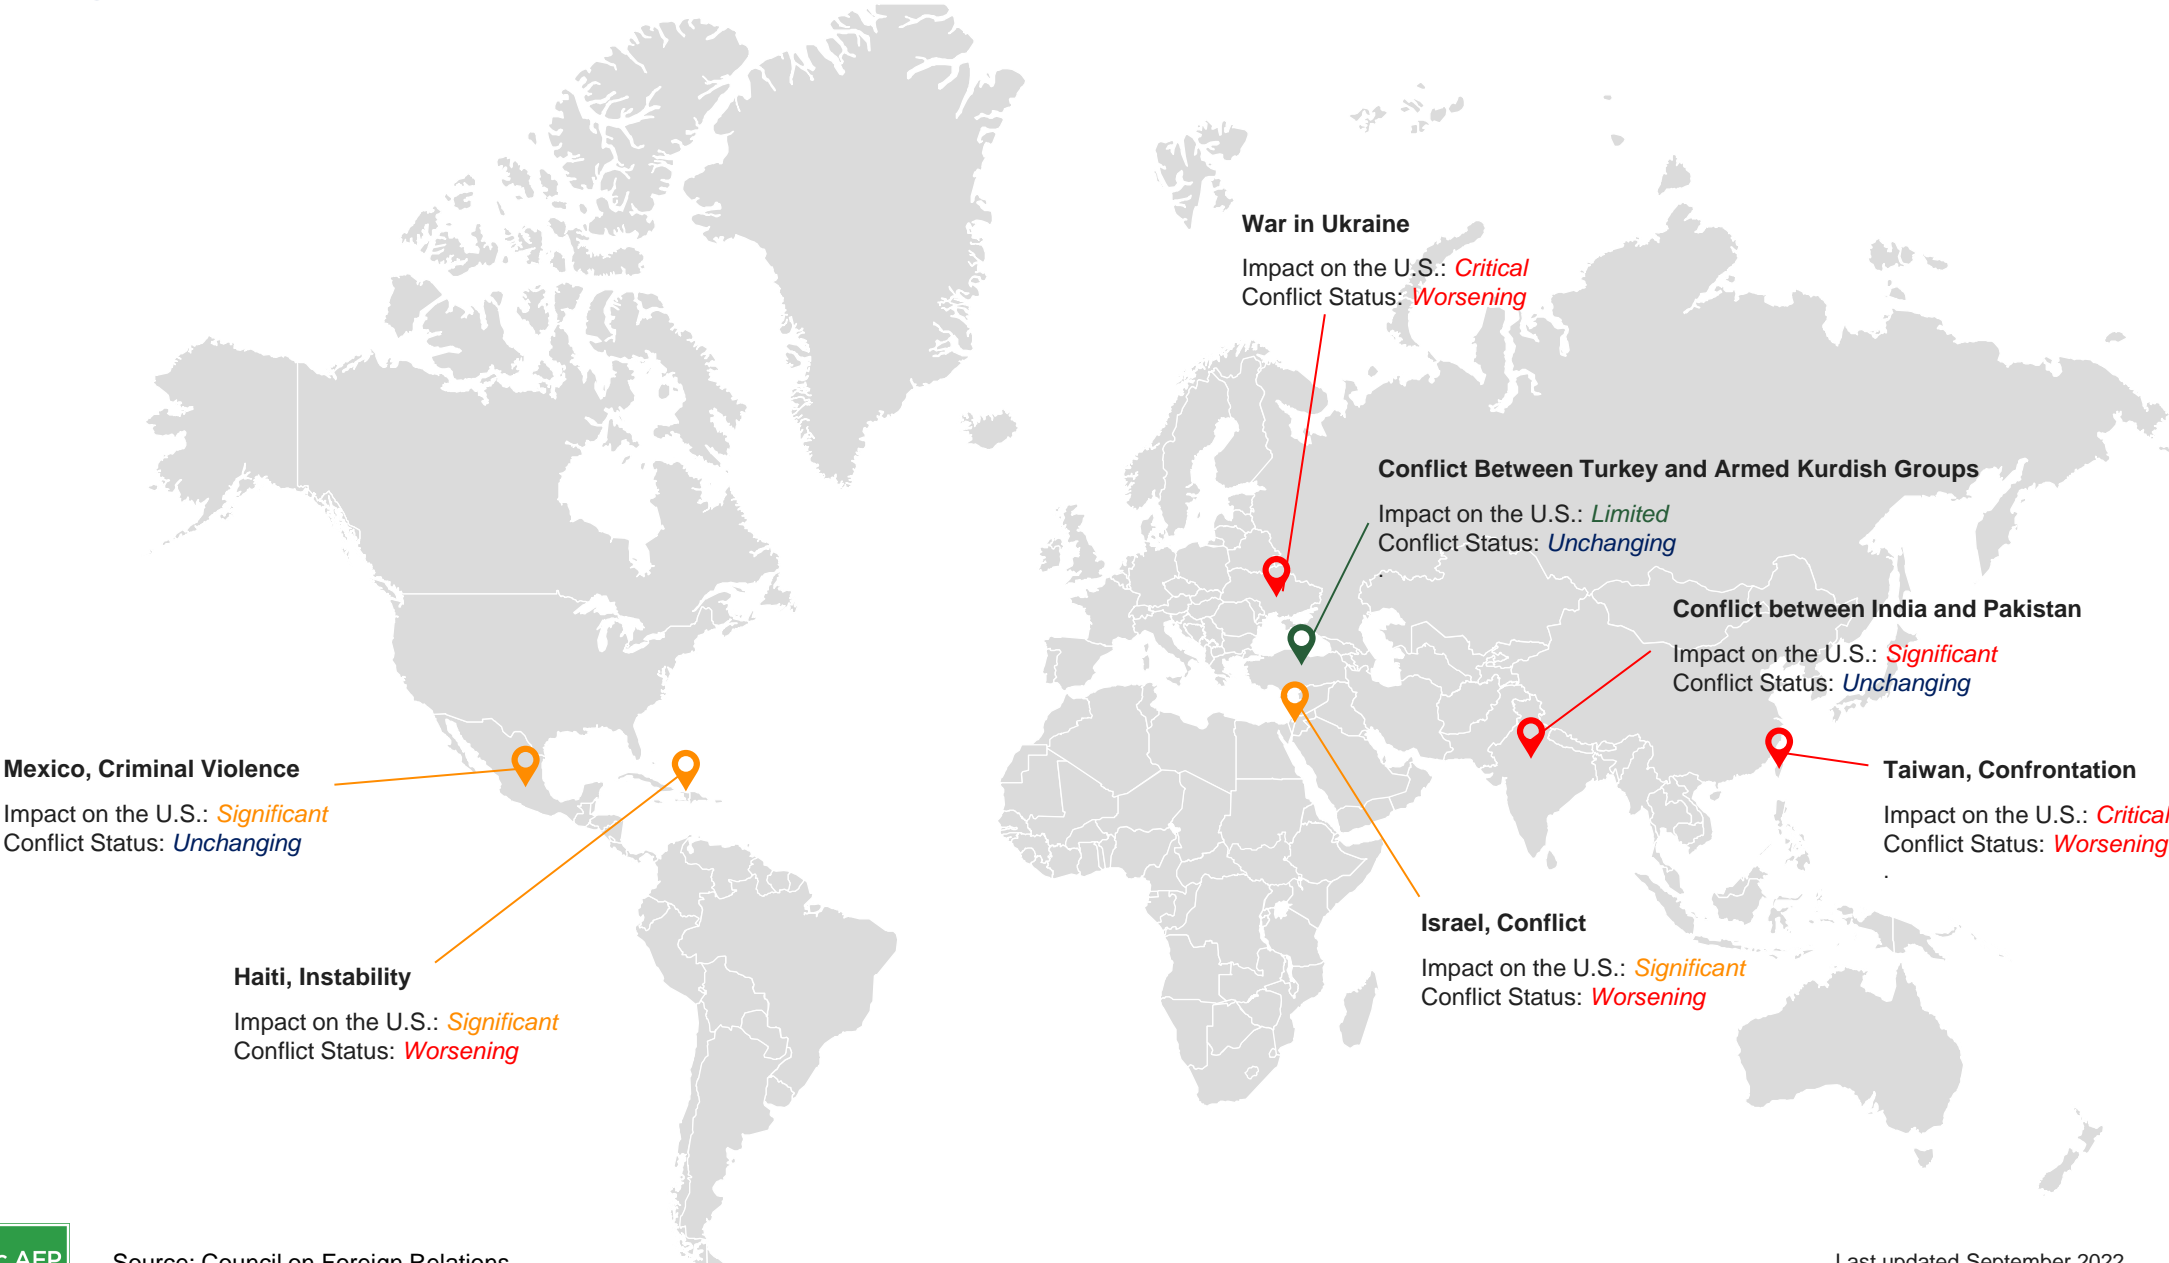 War in Ukraine
Impact on the U.S.: Critical
Conflict Status: Worsening
Conflict Between Turkey and Armed Kurdish Groups
Impact on the U.S.: Limited
Conflict Status: Unchanging
.
Conflict between India and Pakistan
Impact on the U.S.: Significant
Conflict Status: Unchanging
Mexico, Criminal Violence
Impact on the U.S.: Significant
Conflict Status: Unchanging
Taiwan, Confrontation
Impact on the U.S.: Critical
Conflict Status: Worsening
.
Israel, Conflict
Impact on the U.S.: Significant
Conflict Status: Worsening
Haiti, Instability
Impact on the U.S.: Significant
Conflict Status: Worsening
AFP
Source: Council on Foreign Relations
Last updated September 2022